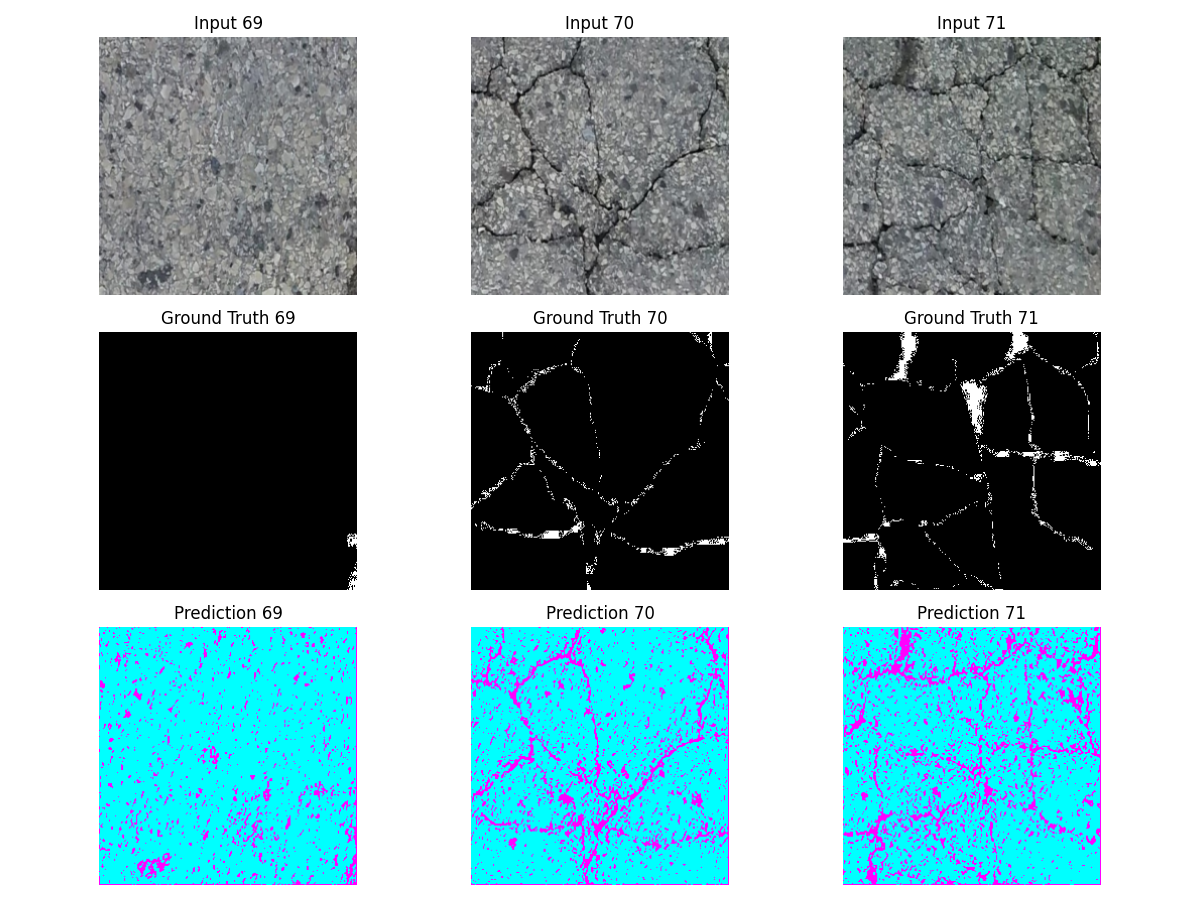 Input 69
Input 70
Input 71
Ground Truth 69
Ground Truth 70
Ground Truth 71
Prediction 69
Prediction 70
Prediction 71